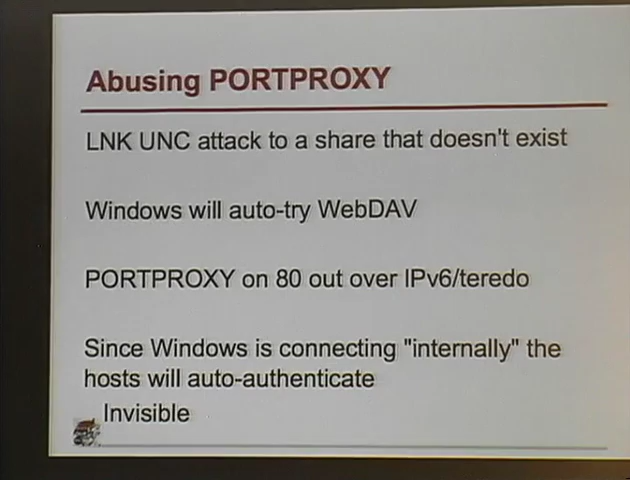 Abusing PORTPROXY
LNK UNC attack to a share that doesn't exist
Windows will auto-try WebDAV
PORTPROXY on 80 out over IPv6/teredo
Since Windows is connecting "internally" the
hosts will auto-authenticate
Invisible